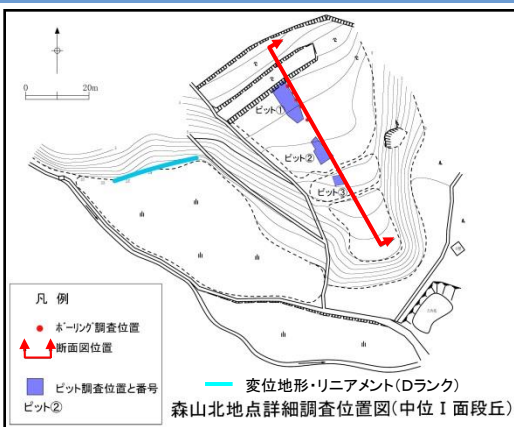 0 20m
ピット①
ピット②
ピット③
凡 例
ボーリング調査位置
断面図位置
ピット調査位置と番号
ピット②
変位地形・リニアメント(Dランク)
森山北地点詳細調査位置図(中位Ⅰ面段丘)